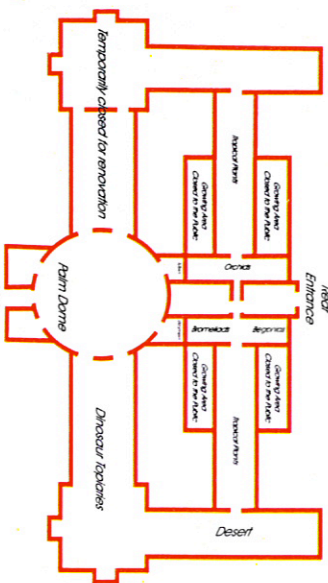 Rear
Entrance
Temporarily closed for renovation
Tropical Plants
Growing Area
Closed to the Public
Growing Area
Closed to the Public
Orchids
Palm Dome
Bromeliads
Begonias
Growing Area
Closed to the Public
Growing Area
Closed to the Public
Tropical Plants
Dinosaur Topiaries
Desert